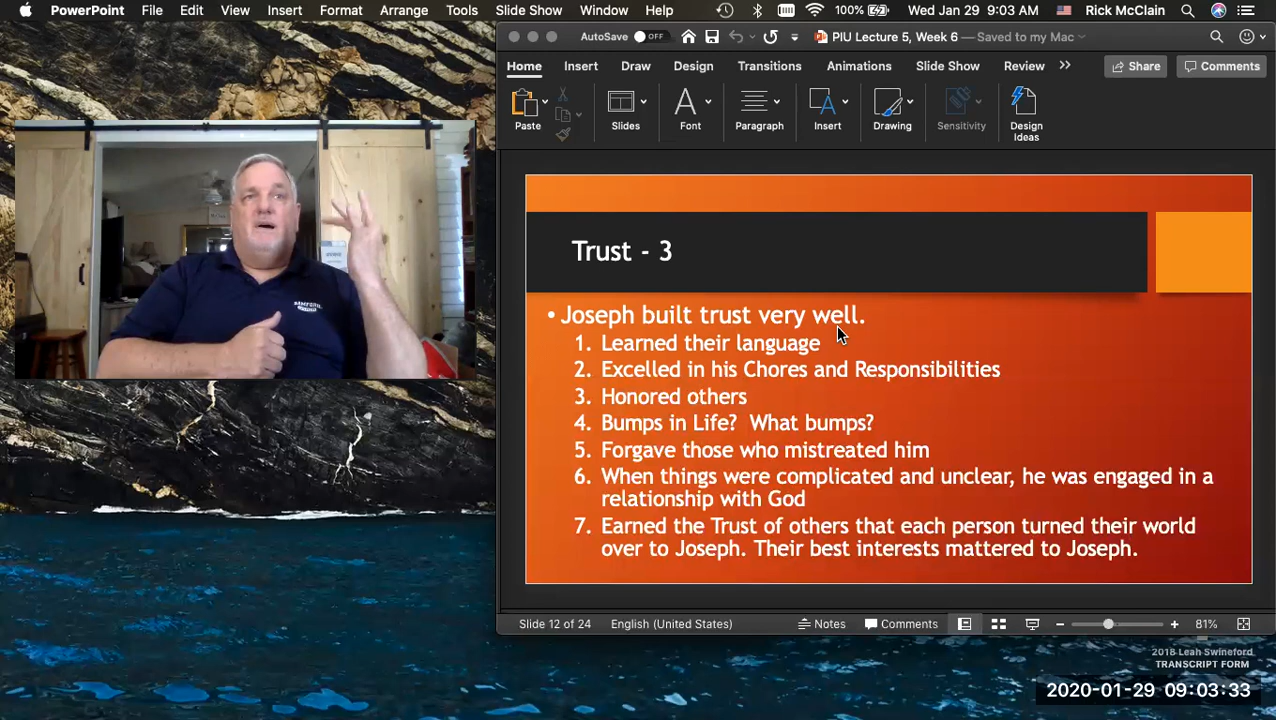 PowerPoint File Edit View Insert Format Arrange Tools Slide Show Window Help 100% Wed Jan 29 9:03 AM Rick McClain
AutoSave OFF PIU Lecture 5, Week 6 — Saved to my Mac
Home Insert Draw Design Transitions Animations Slide Show Review Share Comments
Paste Slides Font Paragraph Insert Drawing Sensitivity Design
Ideas
Trust - 3
• Joseph built trust very well.
1. Learned their language
2. Excelled in his Chores and Responsibilities
3. Honored others
4. Bumps in Life? What bumps?
5. Forgave those who mistreated him
6. When things were complicated and unclear, he was engaged in a
relationship with God
7. Earned the Trust of others that each person turned their world
over to Joseph. Their best interests mattered to Joseph.
Slide 12 of 24 English (United States) Notes Comments 81%
2018 Leah Swineford
TRANSCRIPT FORM
2020-01-29 09:03:33